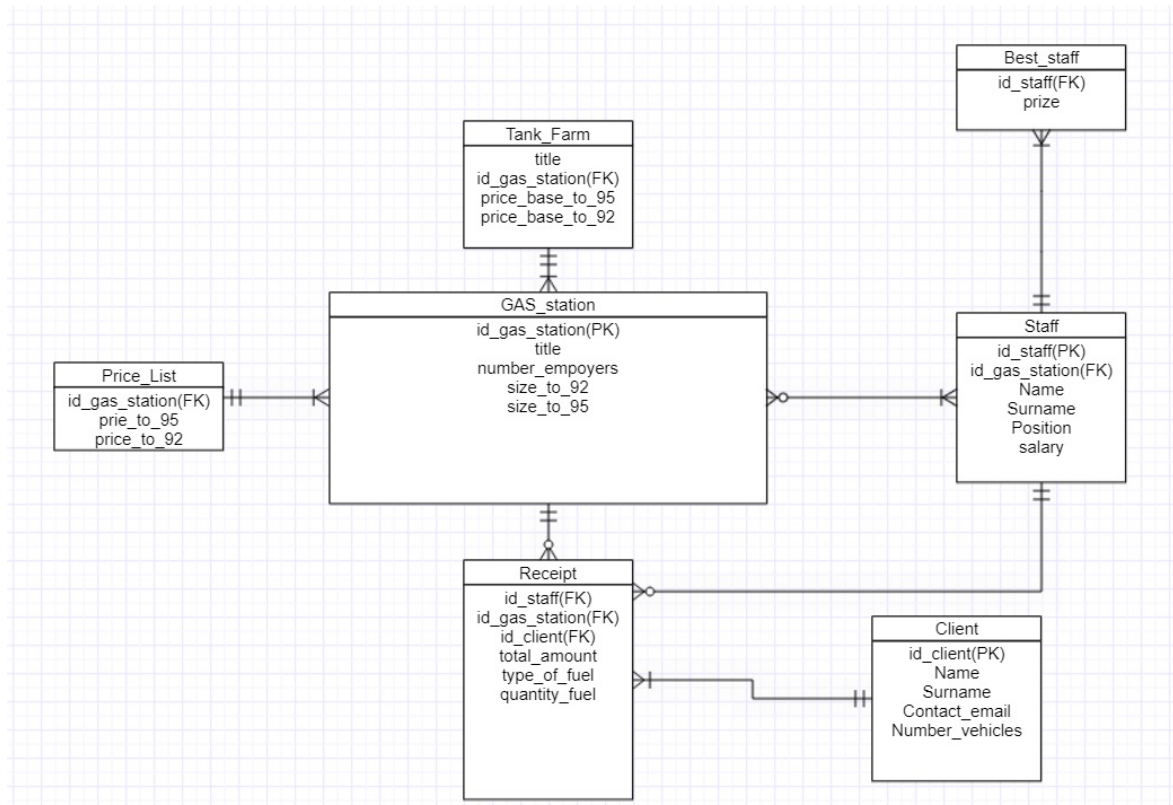 Best_staff
id_staff(FK)
prize
Tank_Farm
title
id_gas_station(FK)
price_base_to_95
price_base_to_92
GAS_station
id_gas_station(PK)
title
number_empoyers
size_to_92
size_to_95
Price_List
id_gas_station(FK)
prie_to_95
price_to_92
Staff
id_staff(PK)
id_gas_station(FK)
Name
Surname
Position
salary
Receipt
id_staff(FK)
id_gas_station(FK)
id_client(FK)
total_amount
type_of_fuel
quantity_fuel
Client
id_client(PK)
Name
Surname
Contact_email
Number_vehicles